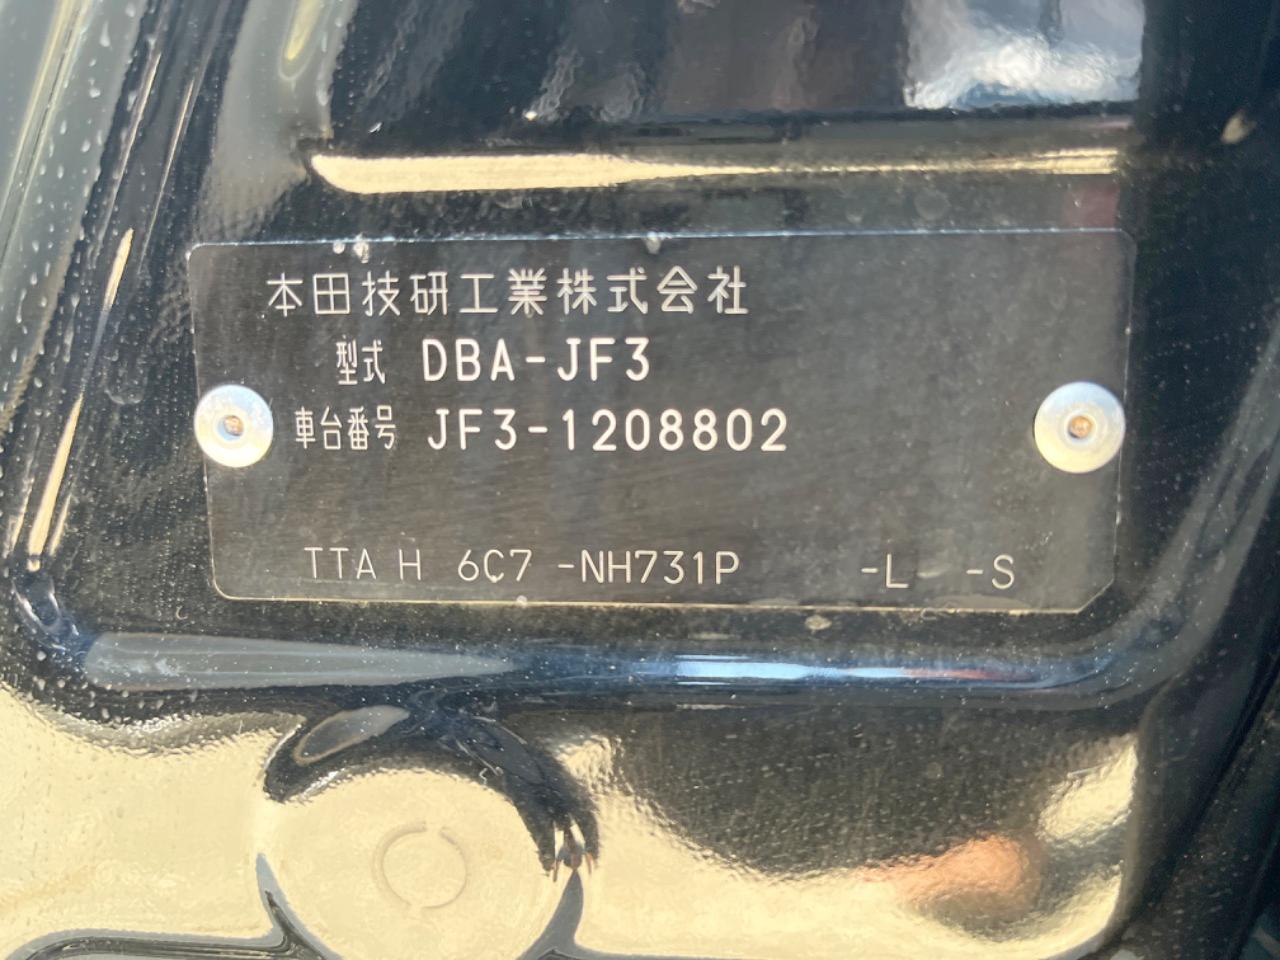 本田技研工業株式会社
型式 DBA-JF3
車台番号 JF3-1208802
TTA H 6C7 -NH731P -L -S